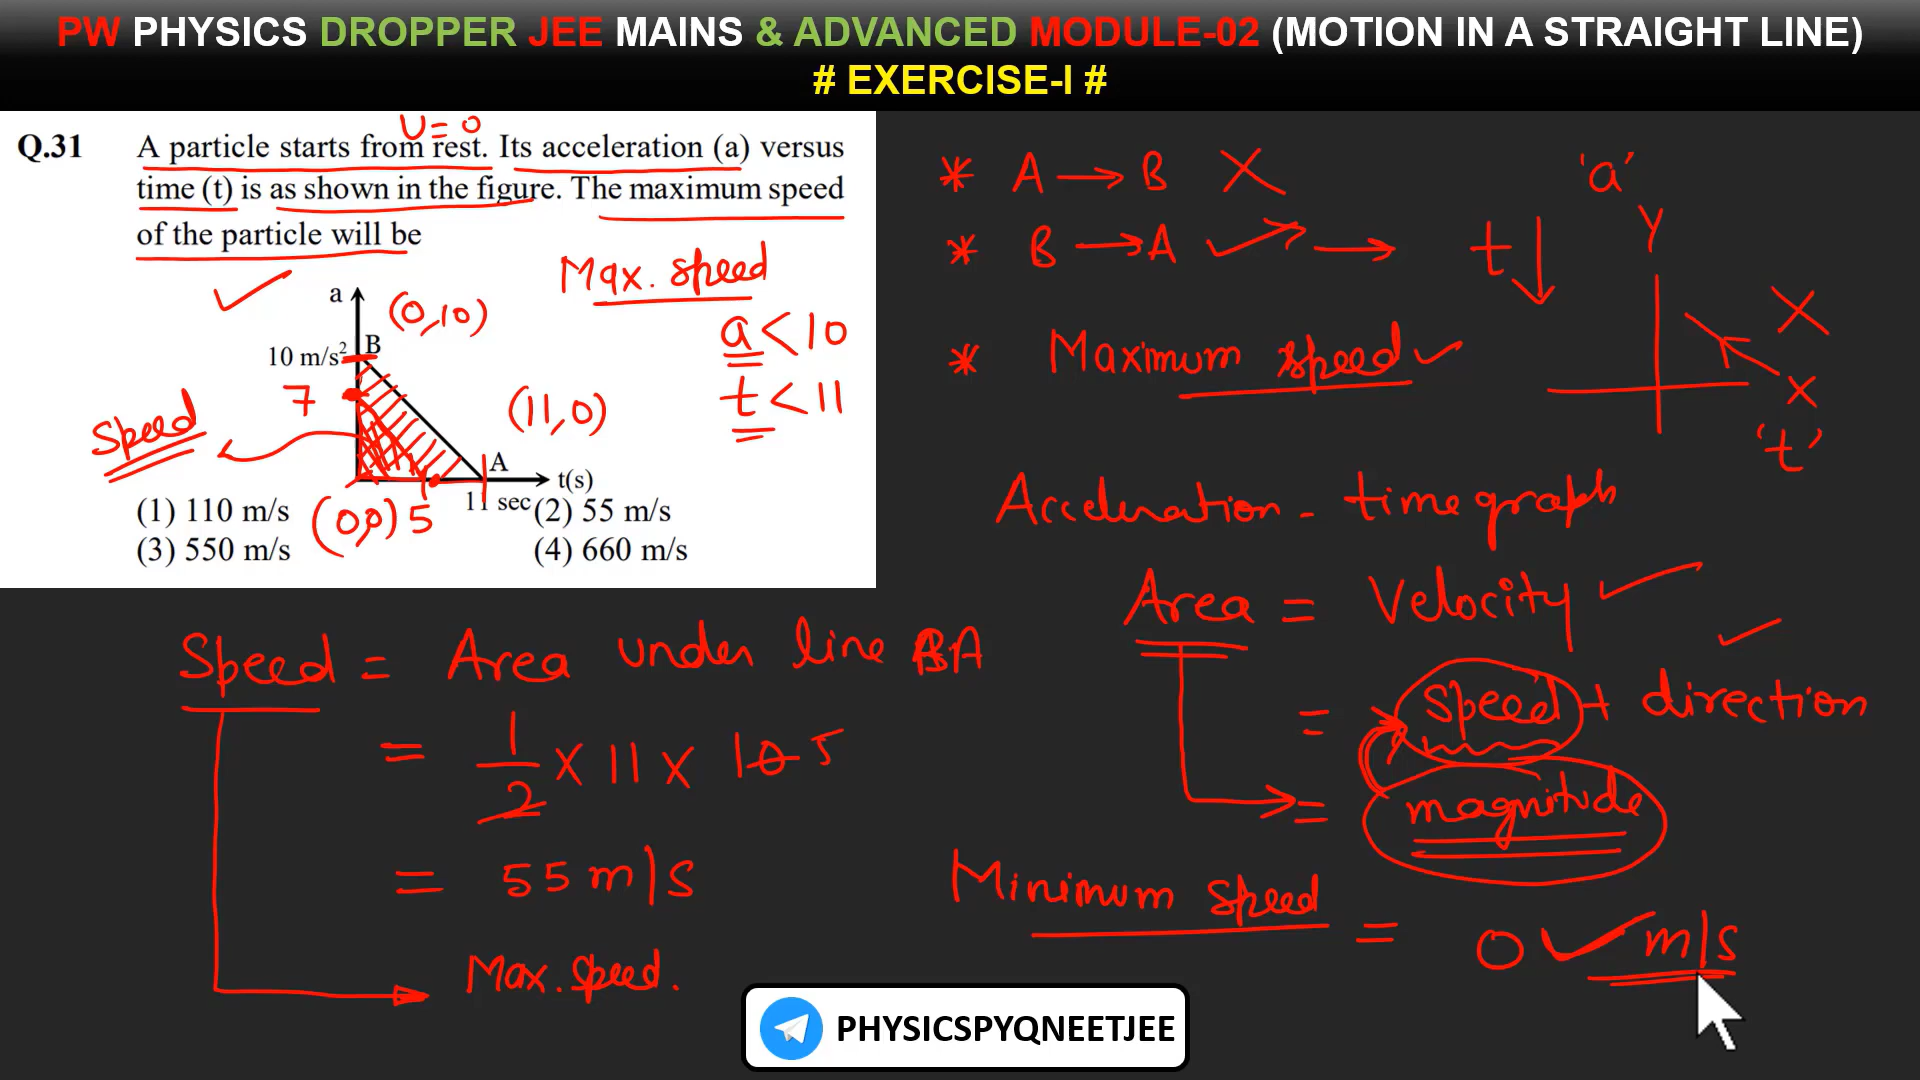 PW PHYSICS DROPPER JEE MAINS & ADVANCED MODULE-02 (MOTION IN A STRAIGHT LINE)
# EXERCISE-I #
U = 0
Q.31 A particle starts from rest. Its acceleration (a) versus
time (t) is as shown in the figure. The maximum speed
of the particle will be
Max. speed
a
(0,10)
B
10 m/s²
a < 10
7
(11,0)
t < 11
Speed
A
t(s)
11 sec
(0,0) 5
(1) 110 m/s (2) 55 m/s
(3) 550 m/s (4) 660 m/s
* A → B X
* B → A ✓ → t ↓
* Maximum speed ✓
'a'
y
X
X
't'
Acceleration - time graph
Area = Velocity ✓
= speed + direction
= magnitude
Minimum speed = 0 ✓ m/s
Speed = Area under line BA
= 1/2 × 11 × 10 5
= 55 m/s
Max. speed.
PHYSICSPYQNEETJEE